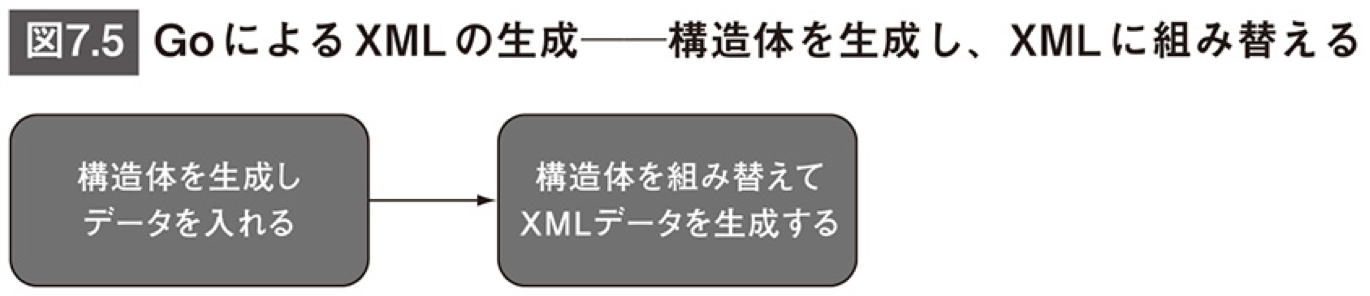 図7.5 GoによるXMLの生成――構造体を生成し、XMLに組み替える
構造体を生成し
データを入れる
構造体を組み替えて
XMLデータを生成する